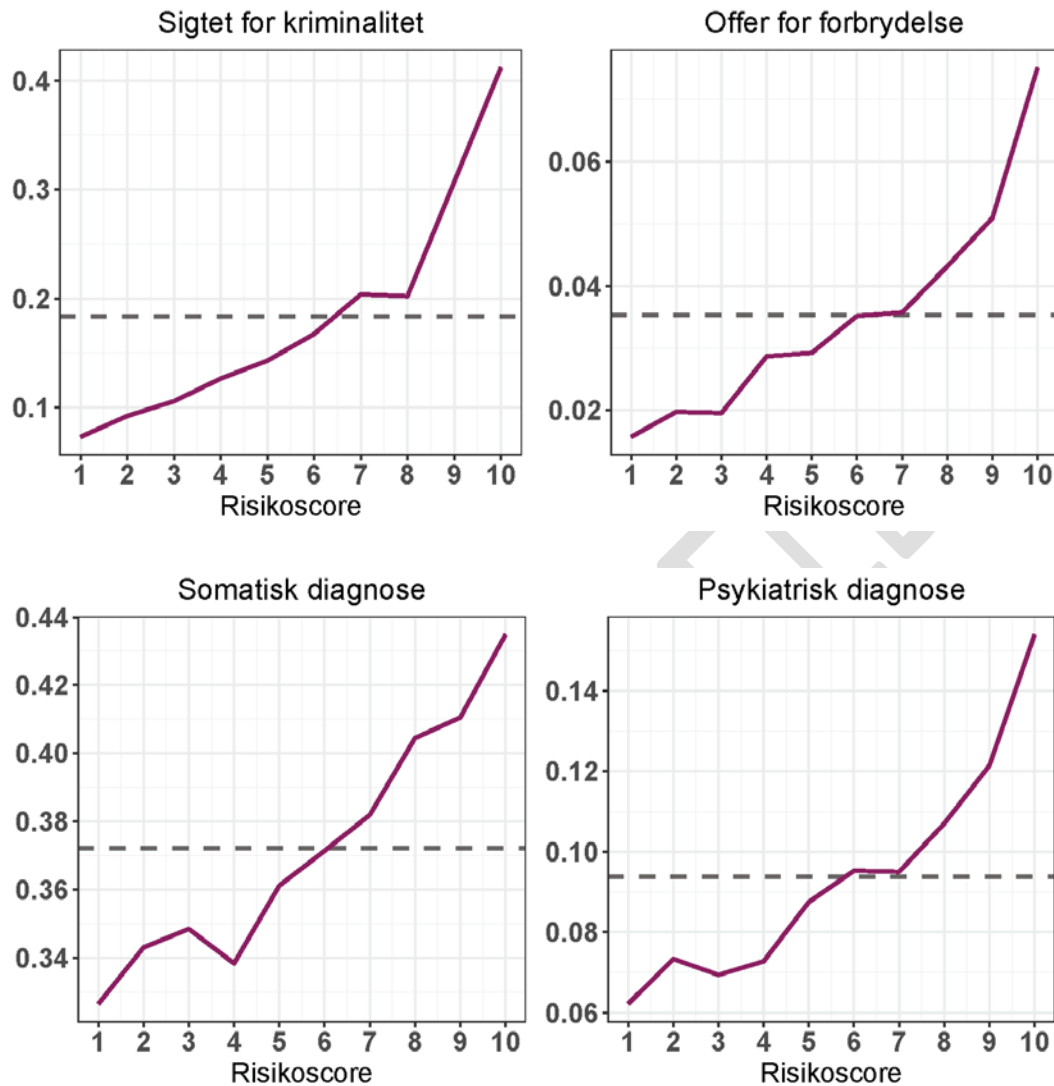 Sigtet for kriminalitet
0.4
0.3
0.2
0.1
1 2 3 4 5 6 7 8 9 10
Risikoscore
Offer for forbrydelse
0.06
0.04
0.02
1 2 3 4 5 6 7 8 9 10
Risikoscore
Somatisk diagnose
0.44
0.42
0.40
0.38
0.36
0.34
1 2 3 4 5 6 7 8 9 10
Risikoscore
Psykiatrisk diagnose
0.14
0.12
0.10
0.08
0.06
1 2 3 4 5 6 7 8 9 10
Risikoscore